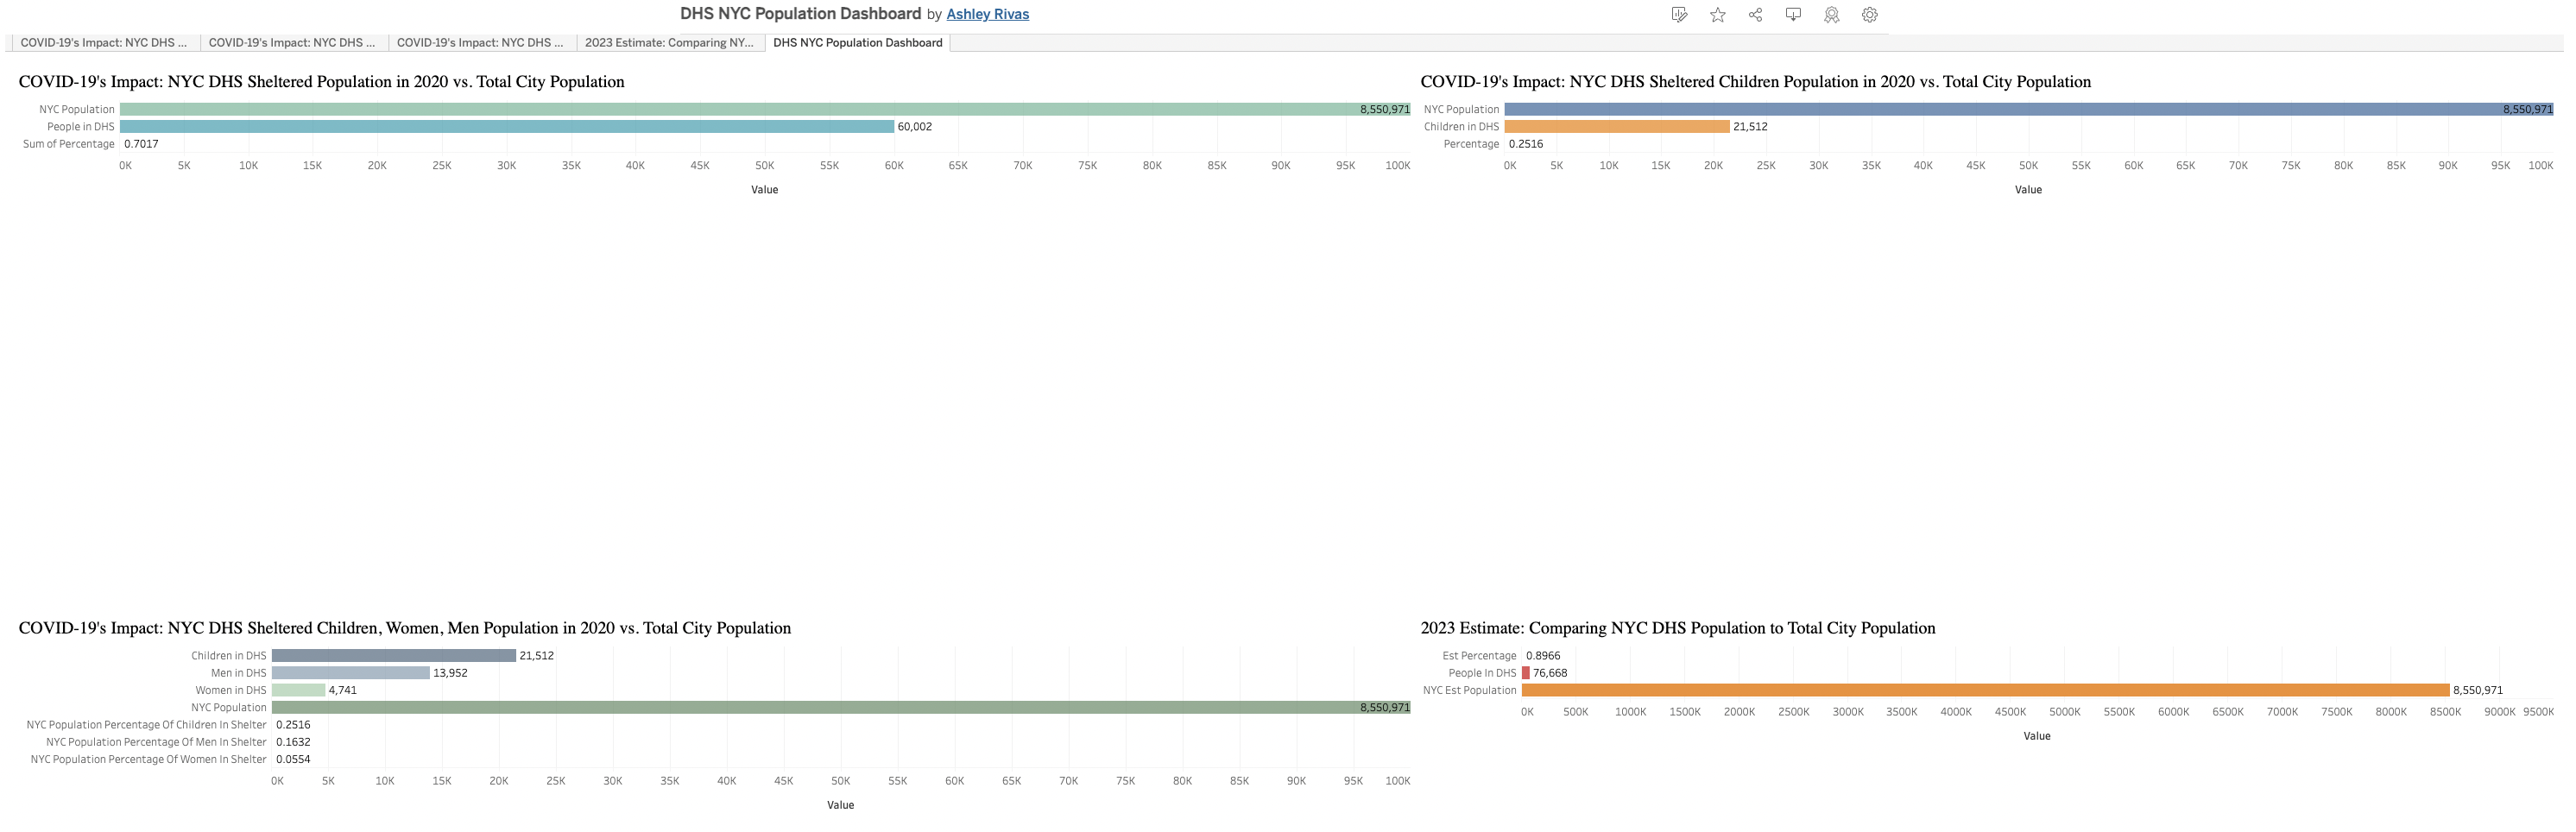 DHS NYC Population Dashboard by Ashley Rivas
COVID-19's Impact: NYC DHS ...
COVID-19's Impact: NYC DHS ...
COVID-19's Impact: NYC DHS ...
2023 Estimate: Comparing NY...
DHS NYC Population Dashboard
COVID-19's Impact: NYC DHS Sheltered Population in 2020 vs. Total City Population
NYC Population 8,550,971
People in DHS 60,002
Sum of Percentage 0.7017
0K 5K 10K 15K 20K 25K 30K 35K 40K 45K 50K 55K 60K 65K 70K 75K 80K 85K 90K 95K 100K
Value
COVID-19's Impact: NYC DHS Sheltered Children Population in 2020 vs. Total City Population
NYC Population 8,550,971
Children in DHS 21,512
Percentage 0.2516
0K 5K 10K 15K 20K 25K 30K 35K 40K 45K 50K 55K 60K 65K 70K 75K 80K 85K 90K 95K 100K
Value
COVID-19's Impact: NYC DHS Sheltered Children, Women, Men Population in 2020 vs. Total City Population
Children in DHS 21,512
Men in DHS 13,952
Women in DHS 4,741
NYC Population 8,550,971
NYC Population Percentage Of Children In Shelter 0.2516
NYC Population Percentage Of Men In Shelter 0.1632
NYC Population Percentage Of Women In Shelter 0.0554
0K 5K 10K 15K 20K 25K 30K 35K 40K 45K 50K 55K 60K 65K 70K 75K 80K 85K 90K 95K 100K
Value
2023 Estimate: Comparing NYC DHS Population to Total City Population
Est Percentage 0.8966
People In DHS 76,668
NYC Est Population 8,550,971
0K 500K 1000K 1500K 2000K 2500K 3000K 3500K 4000K 4500K 5000K 5500K 6000K 6500K 7000K 7500K 8000K 8500K 9000K 9500K
Value